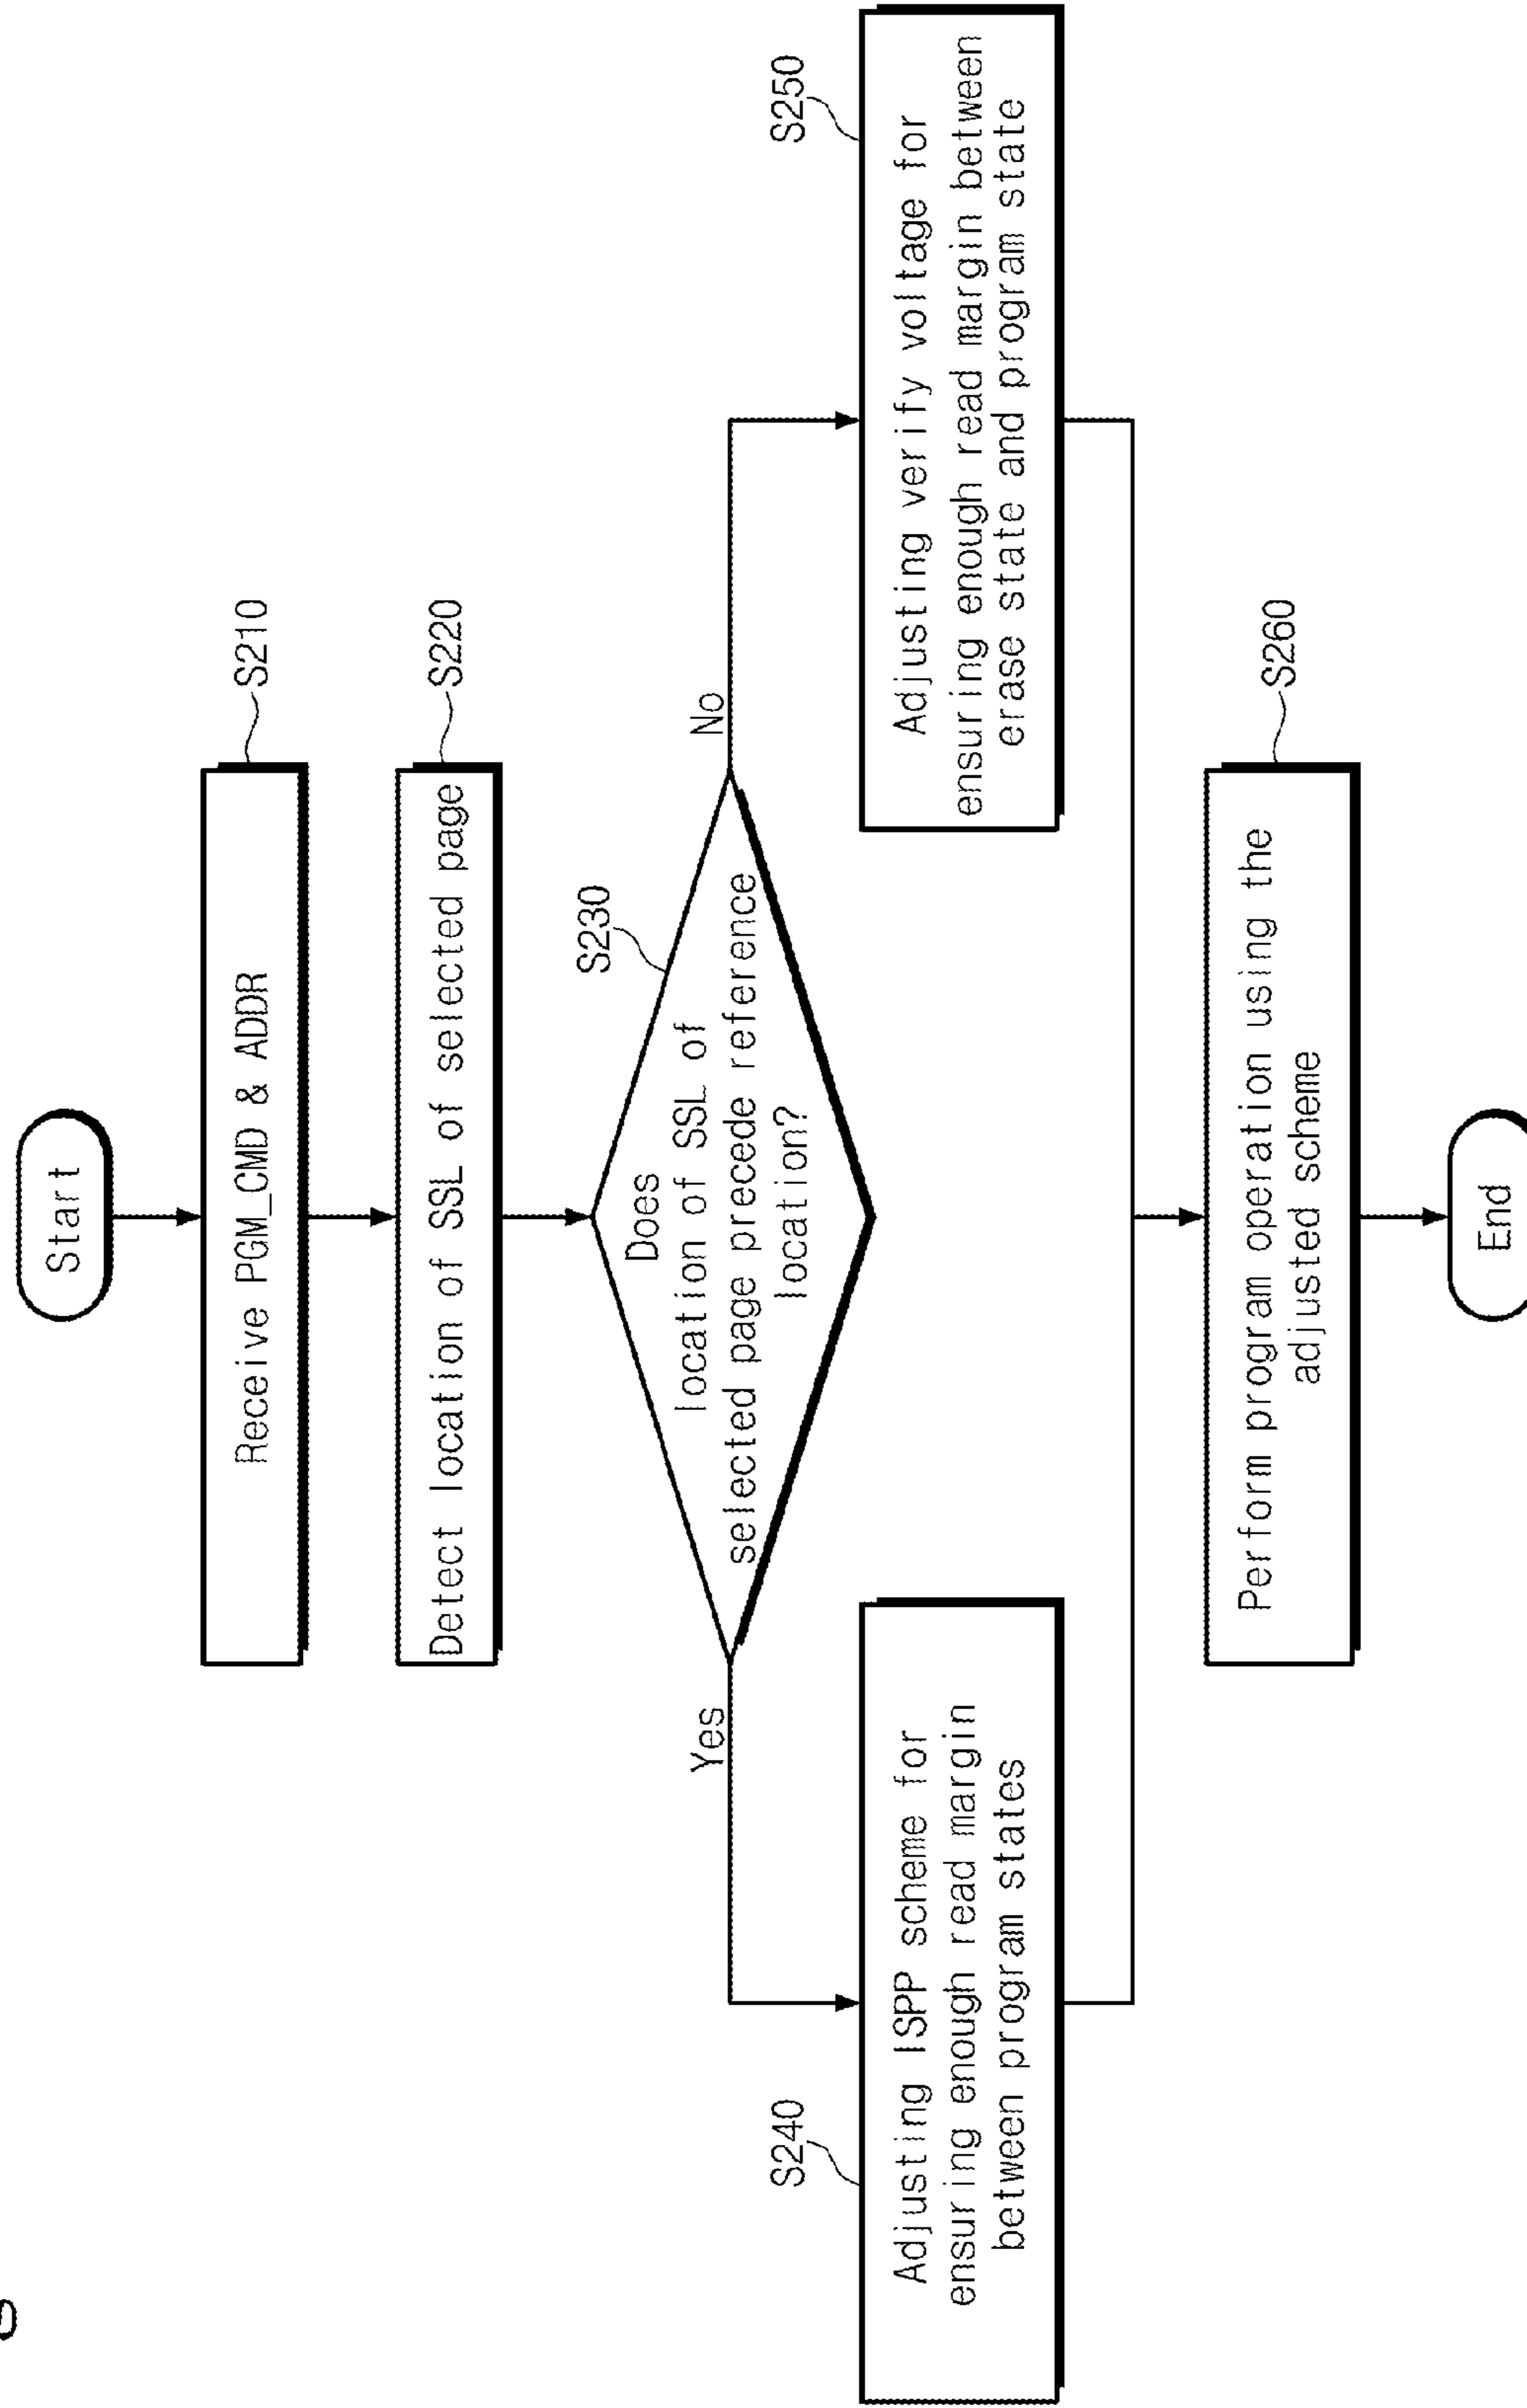 Start
S210
Receive PGM_CMD & ADDR
S220
Detect location of SSL of selected page
S230
Does
location of SSL of
selected page precede reference
location?
Yes
No
S240
Adjusting ISPP scheme for
ensuring enough read margin
between program states
S250
Adjusting verify voltage for
ensuring enough read margin between
erase state and program state
S260
Perform program operation using the
adjusted scheme
End